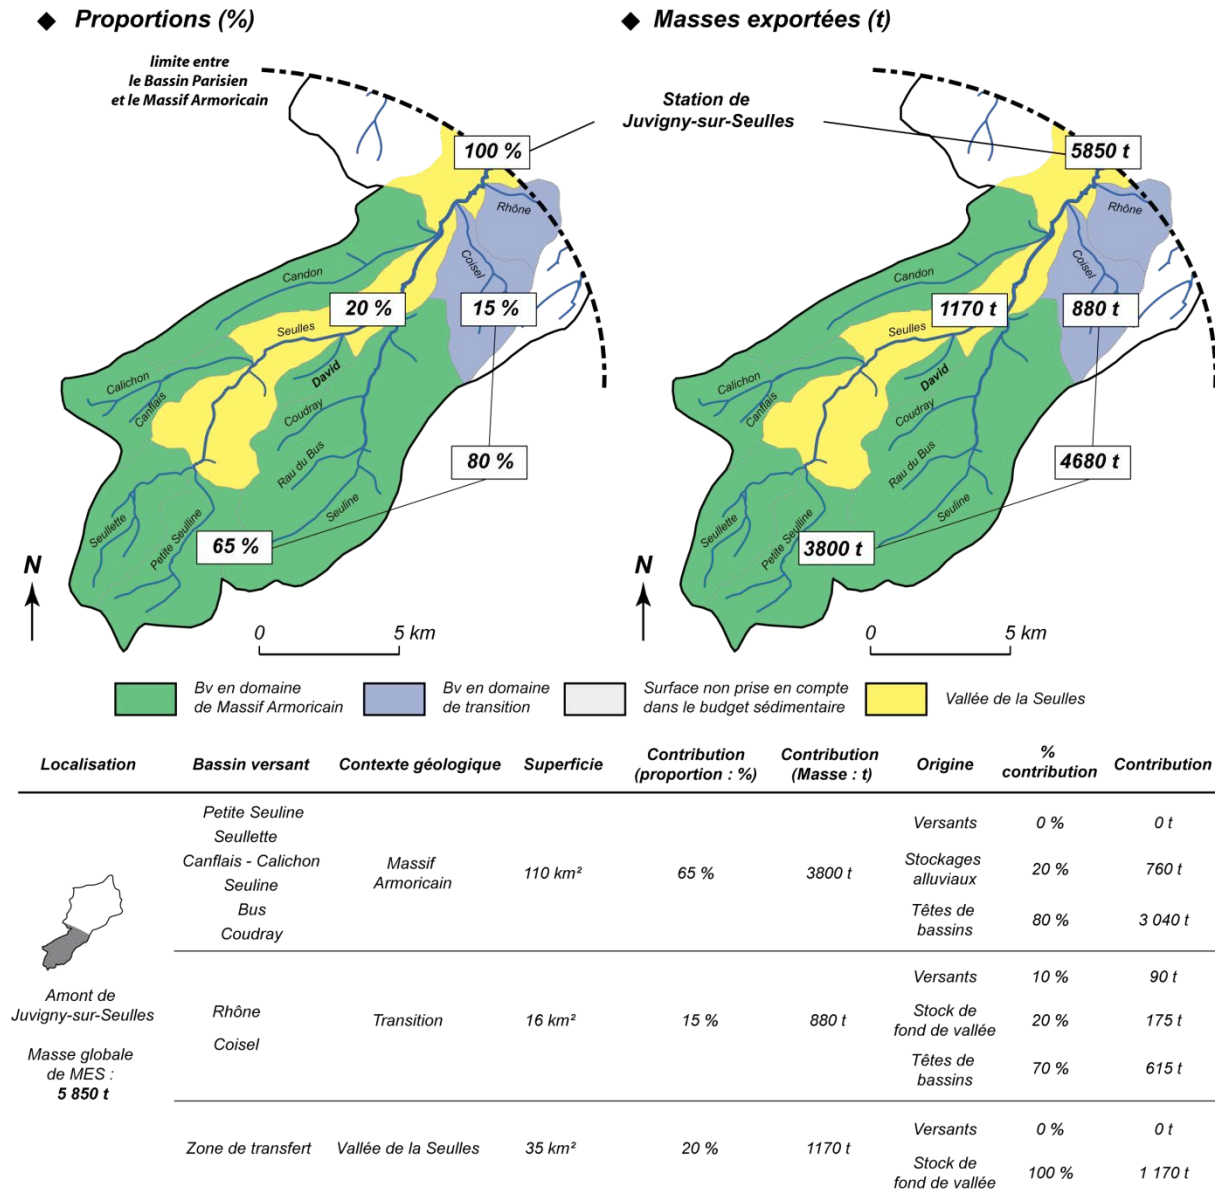 ◆ Proportions (%)
◆ Masses exportées (t)
limite entre
le Bassin Parisien
et le Massif Armoricain
Station de
Juvigny-sur-Seulles
100 %
Rhône
Coisel
Candon
20 %
15 %
Seulles
David
Calichon
Canflais
Coudray
Rau du Bus
80 %
Seuline
Seullette
Petite Seulline
65 %
N
0 5 km
5850 t
Rhône
Coisel
Candon
1170 t
880 t
Seulles
David
Calichon
Canflais
Coudray
Rau du Bus
4680 t
Seuline
Seullette
Petite Seulline
3800 t
N
0 5 km
Bv en domaine
de Massif Armoricain
Bv en domaine
de transition
Surface non prise en compte
dans le budget sédimentaire
Vallée de la Seulles
Localisation Bassin versant Contexte géologique Superficie Contribution (proportion : %) Contribution (Masse : t) Origine % contribution Contribution
Petite Seuline
Seullette
Canflais - Calichon
Seuline
Bus
Coudray
Massif
Armoricain
110 km² 65 % 3800 t
Versants 0 % 0 t
Stockages
alluviaux 20 % 760 t
Têtes de
bassins 80 % 3 040 t
Amont de
Juvigny-sur-Seulles
Masse globale
de MES :
5 850 t
Rhône
Coisel
Transition 16 km² 15 % 880 t
Versants 10 % 90 t
Stock de
fond de vallée 20 % 175 t
Têtes de
bassins 70 % 615 t
Zone de transfert Vallée de la Seulles 35 km² 20 % 1170 t
Versants 0 % 0 t
Stock de
fond de vallée 100 % 1 170 t